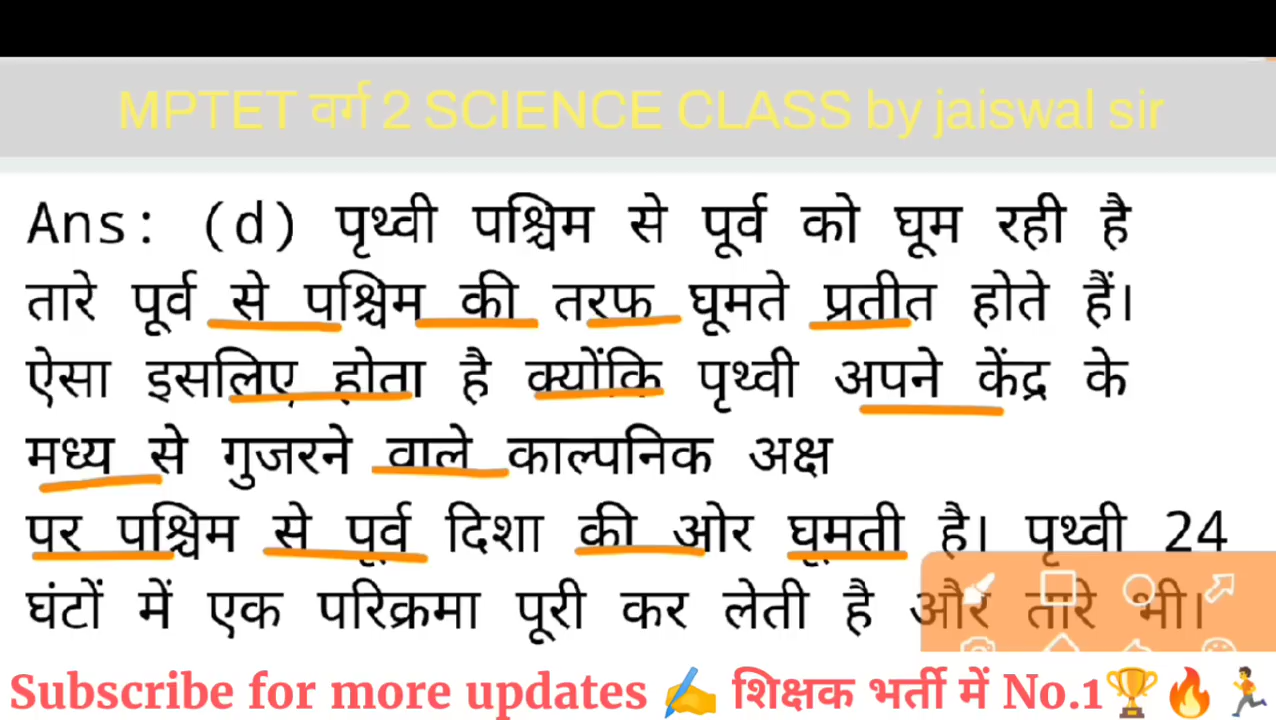 MPTET वर्ग 2 SCIENCE CLASS by jaiswal sir
Ans: (d) पृथ्वी पश्चिम से पूर्व को घूम रही है
तारे पूर्व से पश्चिम की तरफ घूमते प्रतीत होते हैं।
ऐसा इसलिए होता है क्योंकि पृथ्वी अपने केंद्र के
मध्य से गुजरने वाले काल्पनिक अक्ष
पर पश्चिम से पूर्व दिशा की ओर घूमती है। पृथ्वी 24
घंटों में एक परिक्रमा पूरी कर लेती है और तारे भी।
Subscribe for more updates ✍️ शिक्षक भर्ती में No.1🏆🔥🏃